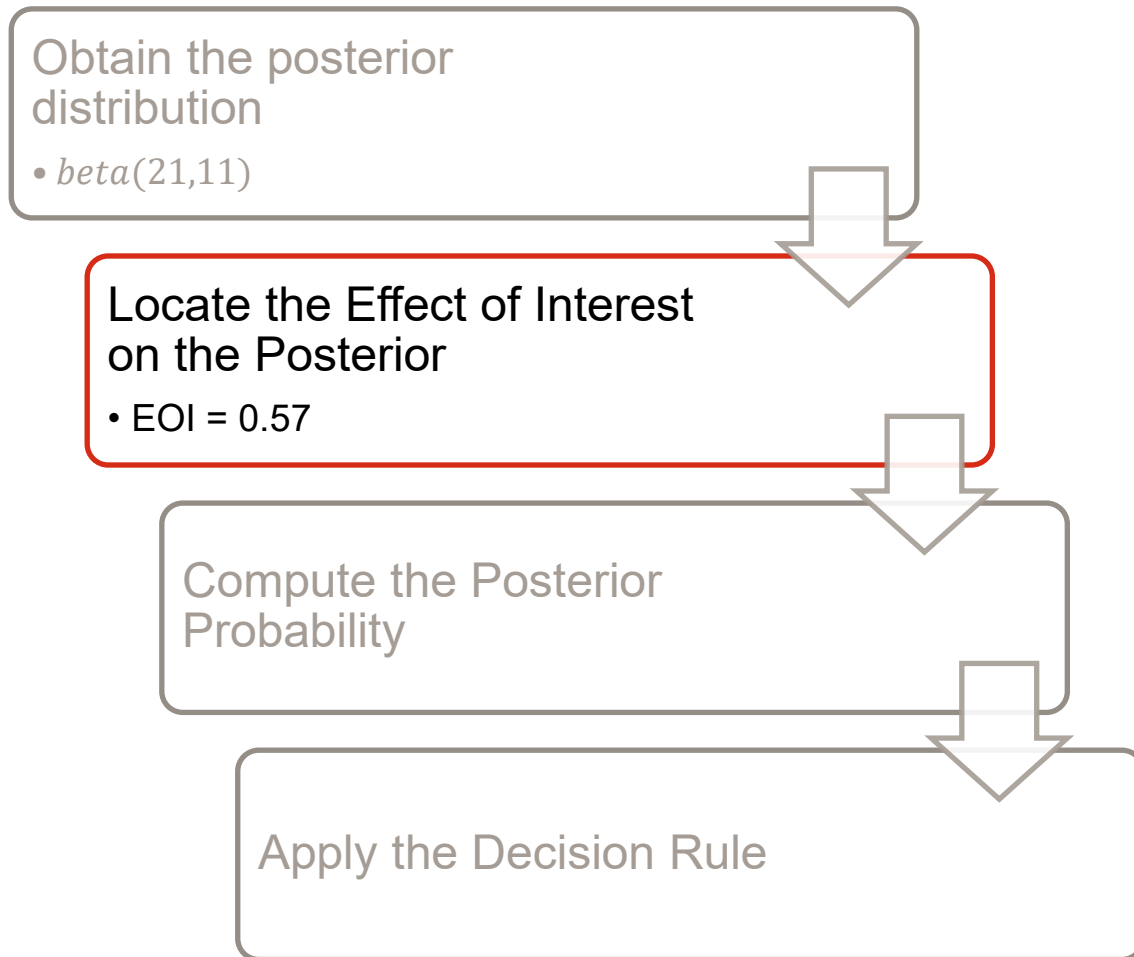 Obtain the posterior
distribution
• beta(21,11)
Locate the Effect of Interest
on the Posterior
• EOI = 0.57
Compute the Posterior
Probability
Apply the Decision Rule